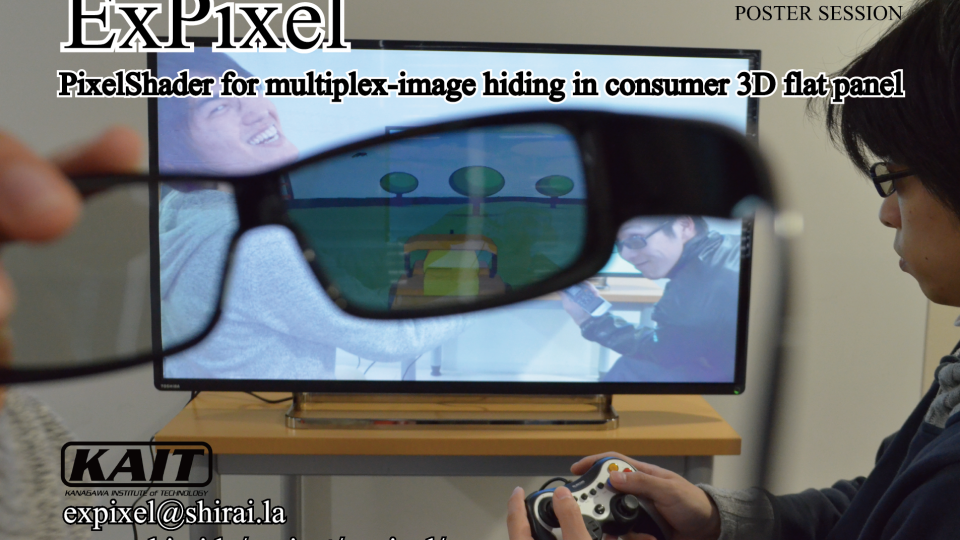 ExPixel
POSTER SESSION
PixelShader for multiplex-image hiding in consumer 3D flat panel
TOSHIBA
KAIT
KANAGAWA INSTITUTE of TECHNOLOGY
expixel@shirai.la